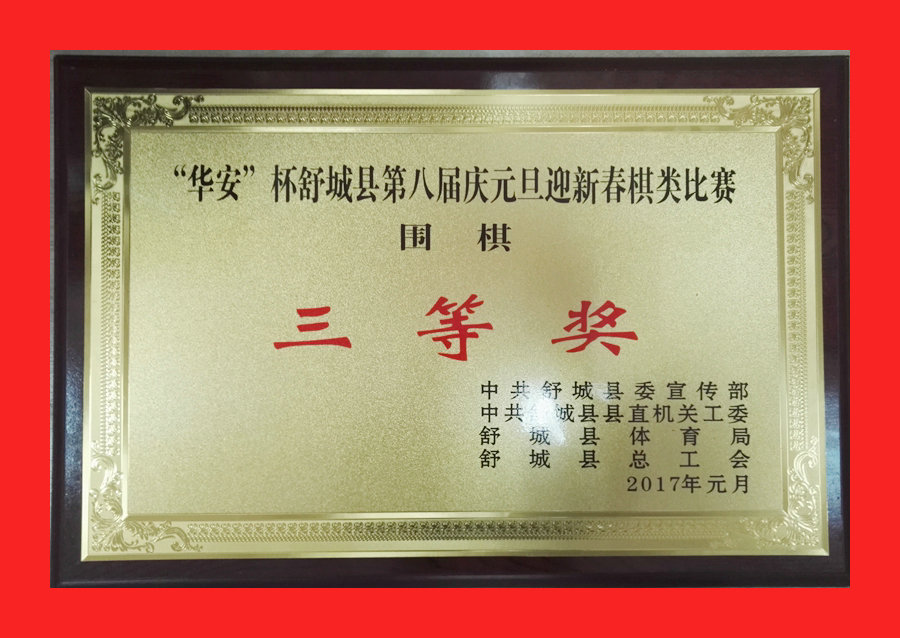 “华安”杯舒城县第八届庆元旦迎新春棋类比赛
围棋
三等奖
中共舒城县委宣传部
中共舒城县县直机关工委
舒城县体育局
舒城县总工会
2017年元月